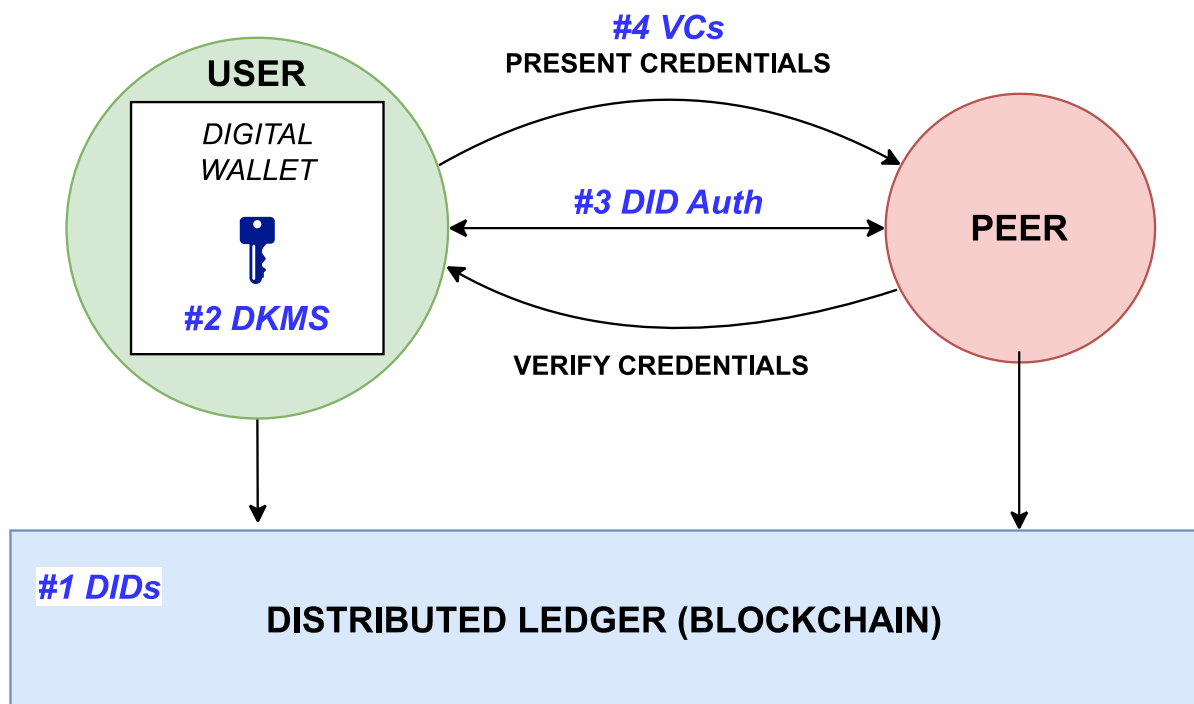 #4 VCs
PRESENT CREDENTIALS
USER
DIGITAL
WALLET
#2 DKMS
#3 DID Auth
PEER
VERIFY CREDENTIALS
#1 DIDs
DISTRIBUTED LEDGER (BLOCKCHAIN)